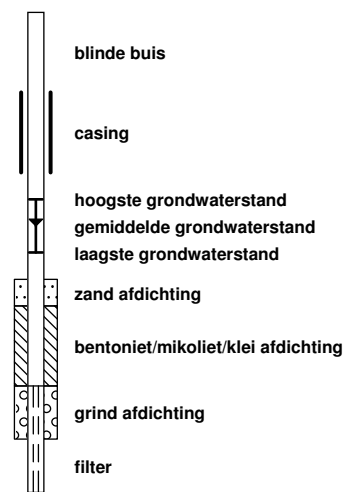 blinde buis
casing
hoogste grondwaterstand
gemiddelde grondwaterstand
laagste grondwaterstand
zand afdichting
bentoniet/mikoliet/klei afdichting
grind afdichting
filter